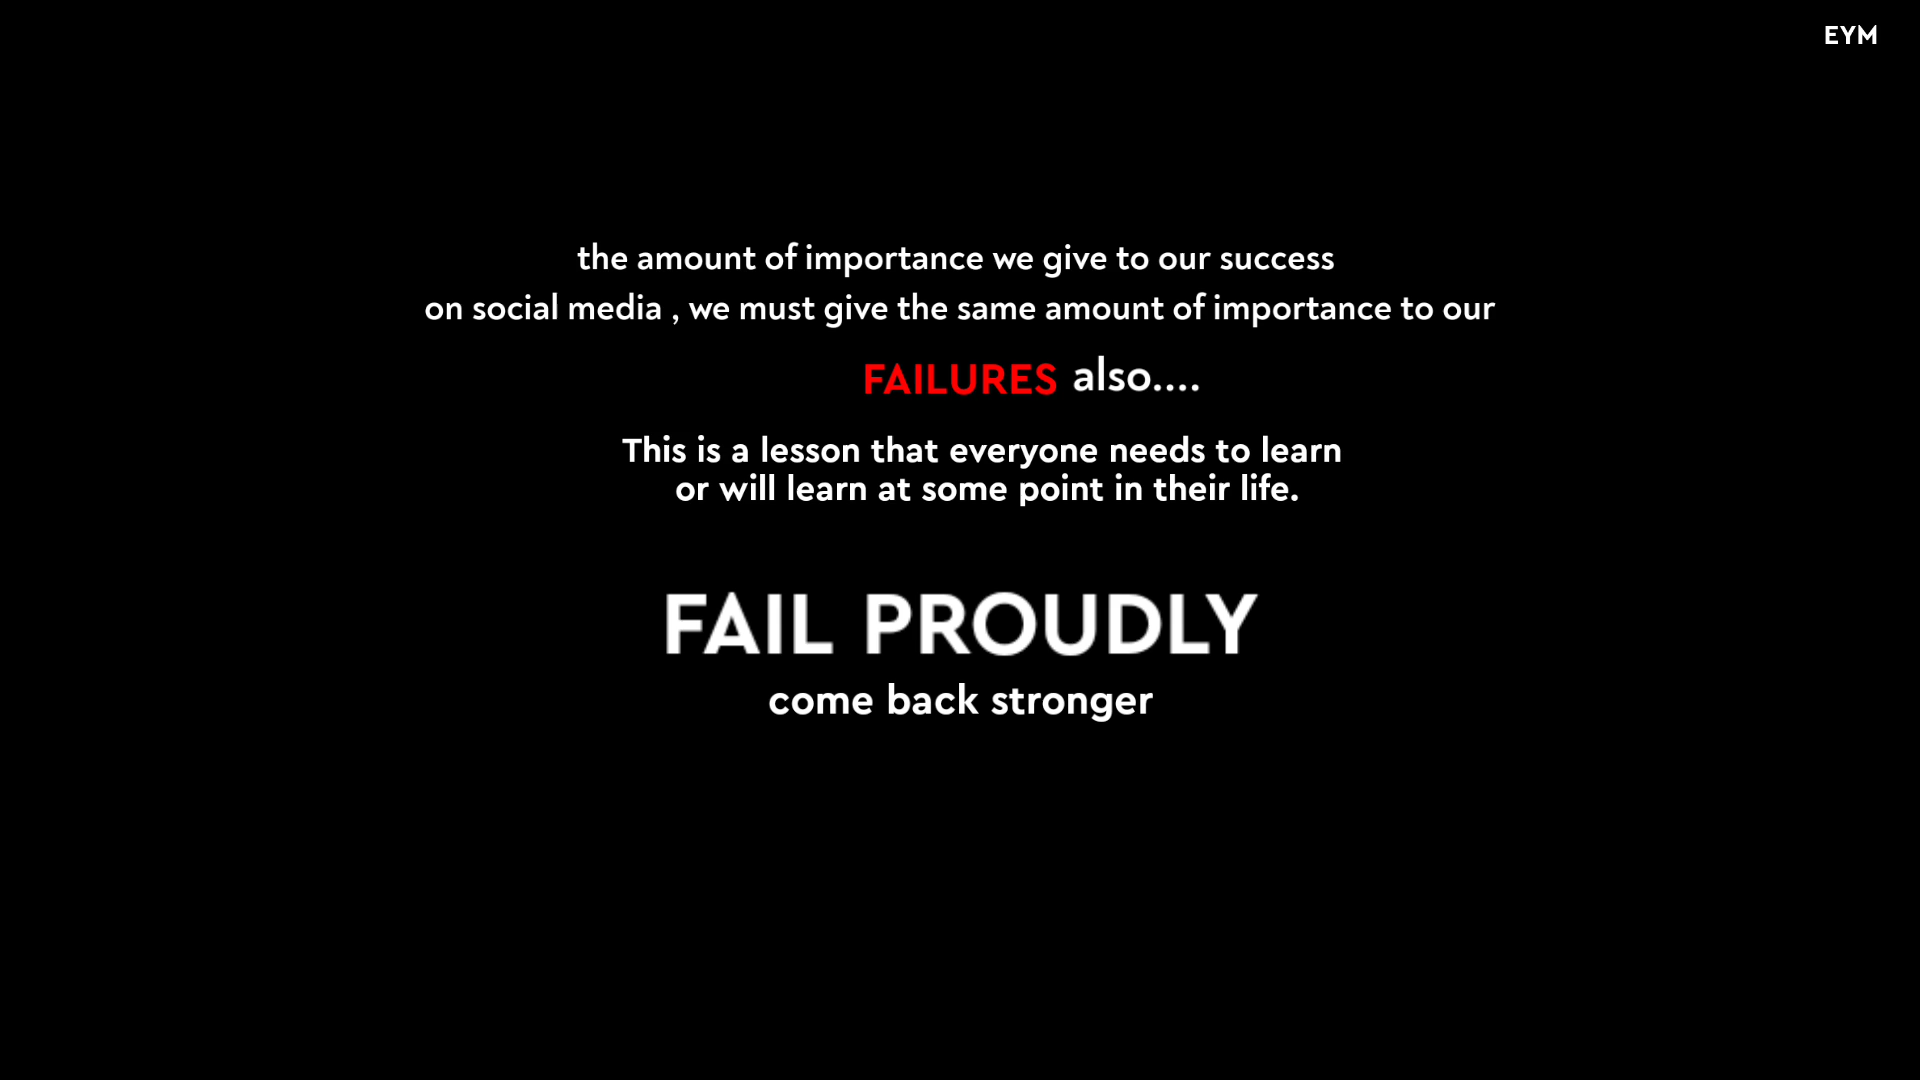 EYM
the amount of importance we give to our success
on social media , we must give the same amount of importance to our
FAILURES also....
This is a lesson that everyone needs to learn
or will learn at some point in their life.
FAIL PROUDLY
come back stronger